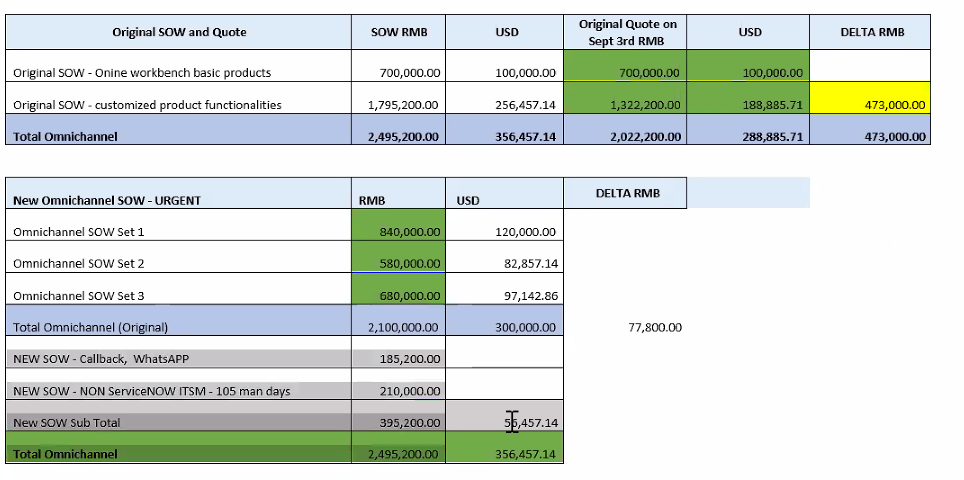 Original SOW and Quote SOW RMB USD Original Quote on Sept 3rd RMB USD DELTA RMB
Original SOW - Onine workbench basic products 700,000.00 100,000.00 700,000.00 100,000.00
Original SOW - customized product functionalities 1,795,200.00 256,457.14 1,322,200.00 188,885.71 473,000.00
Total Omnichannel 2,495,200.00 356,457.14 2,022,200.00 288,885.71 473,000.00
New Omnichannel SOW - URGENT RMB USD DELTA RMB
Omnichannel SOW Set 1 840,000.00 120,000.00
Omnichannel SOW Set 2 580,000.00 82,857.14
Omnichannel SOW Set 3 680,000.00 97,142.86
Total Omnichannel (Original) 2,100,000.00 300,000.00 77,800.00
NEW SOW - Callback, WhatsAPP 185,200.00
NEW SOW - NON ServiceNOW ITSM - 105 man days 210,000.00
New SOW Sub Total 395,200.00 56,457.14
Total Omnichannel 2,495,200.00 356,457.14